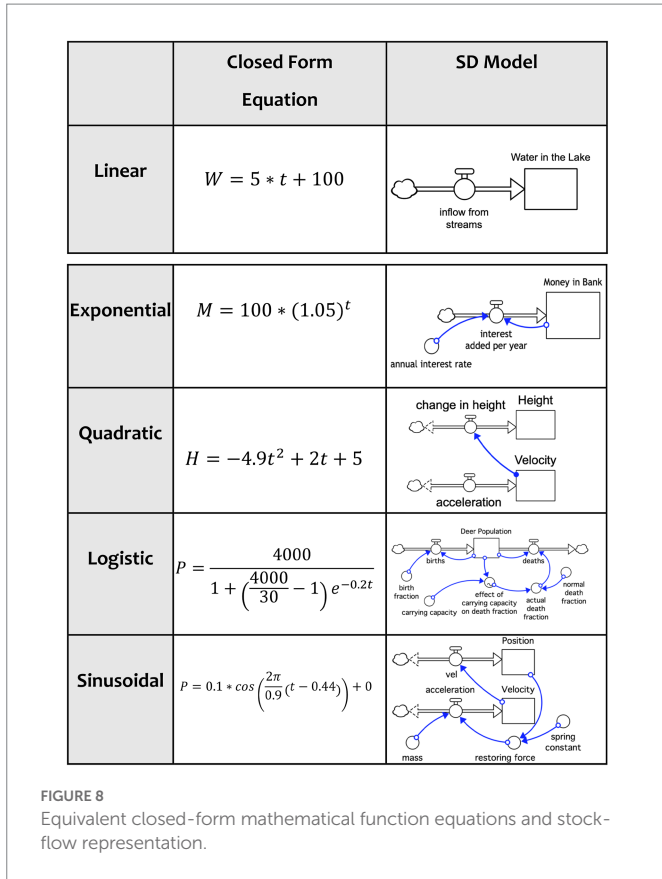 Closed Form
Equation
SD Model
Linear
W = 5 * t + 100
Water in the Lake
inflow from
streams
Exponential
M = 100 * (1.05)^t
Money in Bank
interest
added per year
annual interest rate
Quadratic
H = −4.9t² + 2t + 5
change in height
Height
Velocity
acceleration
Logistic
P = 4000 / (1 + (4000/30 − 1) e^(−0.2t))
Deer Population
births
deaths
birth
fraction
carrying capacity
effect of
carrying capacity
on death fraction
actual
death
fraction
normal
death
fraction
Sinusoidal
P = 0.1 * cos(2π/0.9 (t − 0.44)) + 0
Position
vel
acceleration
Velocity
mass
restoring force
spring
constant
FIGURE 8
Equivalent closed-form mathematical function equations and stock-
flow representation.